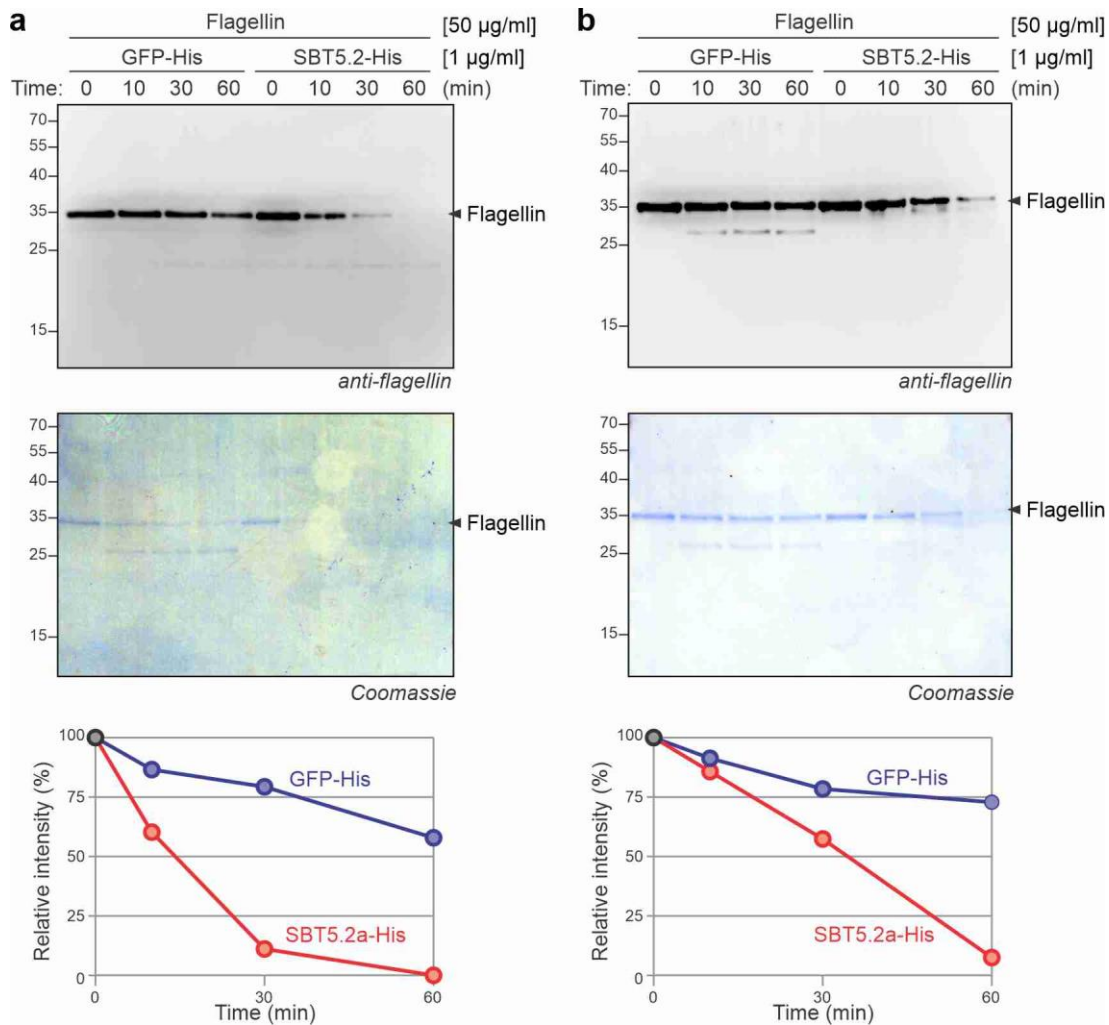 a
Flagellin [50 µg/ml]
GFP-His SBT5.2-His [1 µg/ml]
Time: 0 10 30 60 0 10 30 60 (min)
70
55
40
35
25
15
Flagellin
anti-flagellin
70
55
40
35
25
15
Flagellin
Coomassie
Relative intensity (%)
100
75
50
25
0
GFP-His
SBT5.2a-His
0 30 60
Time (min)
b
Flagellin [50 µg/ml]
GFP-His SBT5.2-His [1 µg/ml]
Time: 0 10 30 60 0 10 30 60 (min)
70
55
40
35
25
15
Flagellin
anti-flagellin
70
55
40
35
25
15
Flagellin
Coomassie
Relative intensity (%)
100
75
50
25
0
GFP-His
SBT5.2a-His
0 30 60
Time (min)